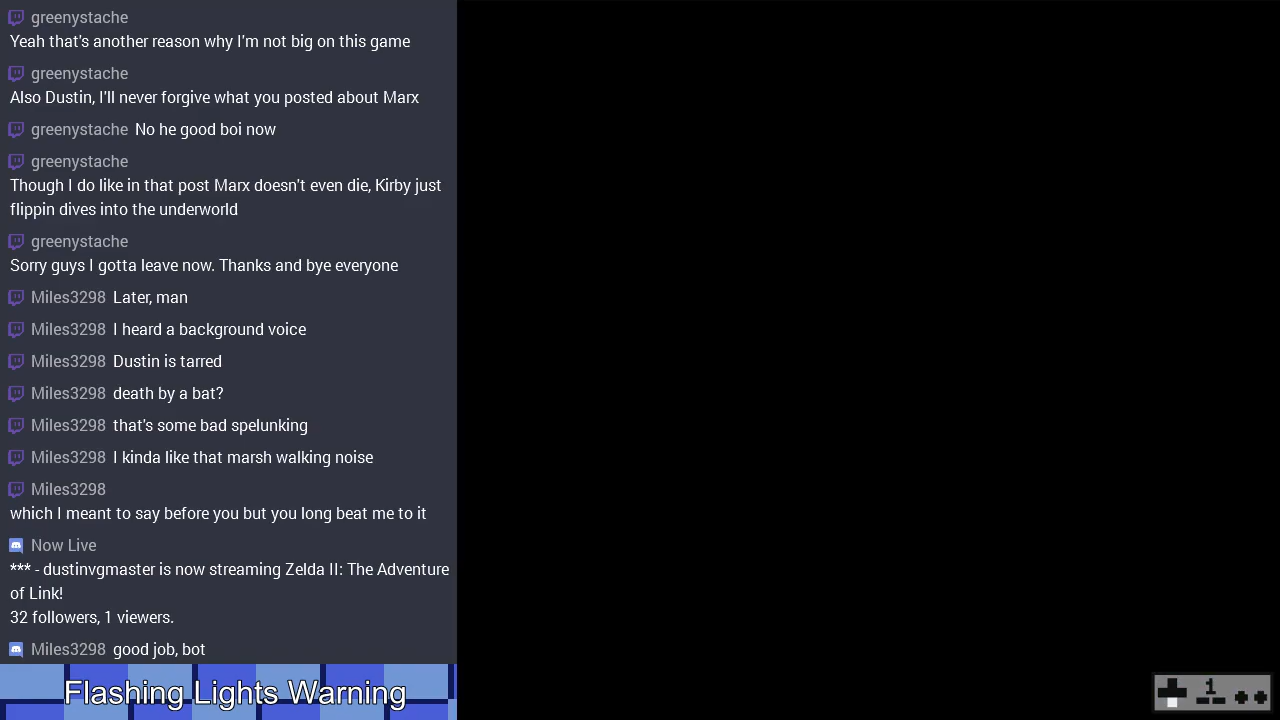 greenystache
Yeah that's another reason why I'm not big on this game
greenystache
Also Dustin, I'll never forgive what you posted about Marx
greenystache No he good boi now
greenystache
Though I do like in that post Marx doesn't even die, Kirby just
flippin dives into the underworld
greenystache
Sorry guys I gotta leave now. Thanks and bye everyone
Miles3298 Later, man
Miles3298 I heard a background voice
Miles3298 Dustin is tarred
Miles3298 death by a bat?
Miles3298 that's some bad spelunking
Miles3298 I kinda like that marsh walking noise
Miles3298
which I meant to say before you but you long beat me to it
Now Live
*** - dustinvgmaster is now streaming Zelda II: The Adventure
of Link!
32 followers, 1 viewers.
Miles3298 good job, bot
Flashing Lights Warning
1